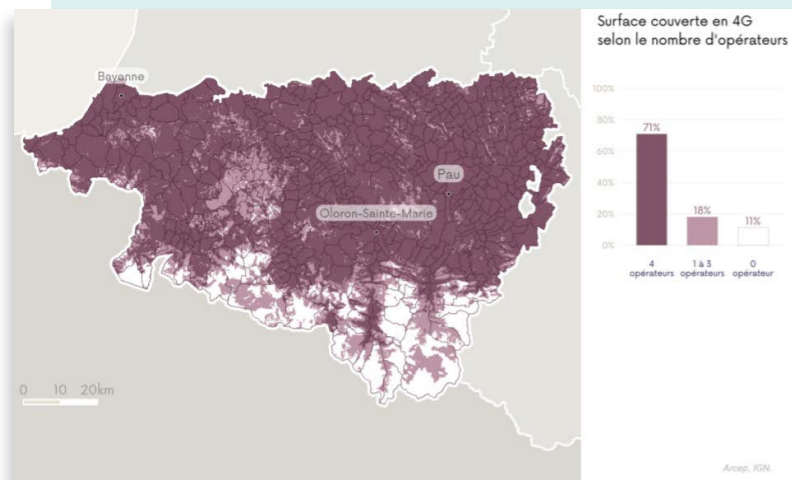 Surface couverte en 4G
selon le nombre d'opérateurs
Bayonne
Pau
Oloron-Sainte-Marie
0 10 20km
100%
80%
60%
40%
20%
0%
71%
18%
11%
4
opérateurs
1 à 3
opérateurs
0
opérateur
Arcep, IGN.